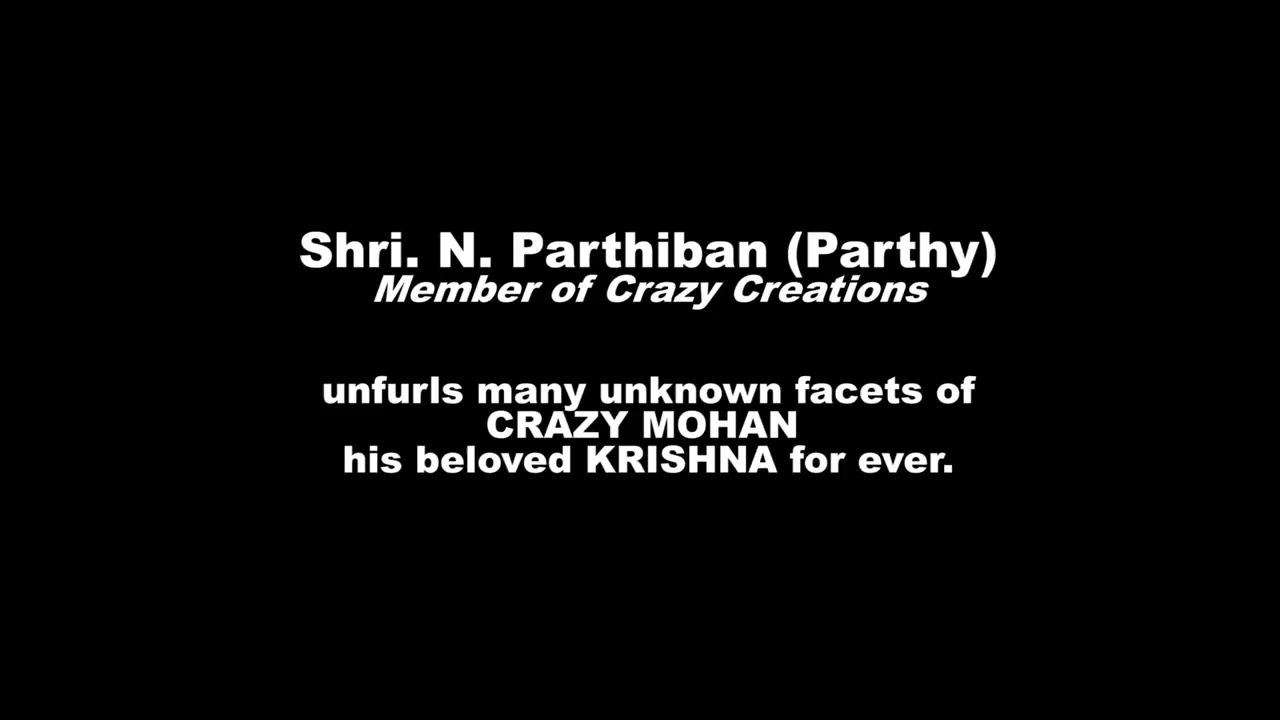 Shri. N. Parthiban (Parthy)
Member of Crazy Creations
unfurls many unknown facets of
CRAZY MOHAN
his beloved KRISHNA for ever.